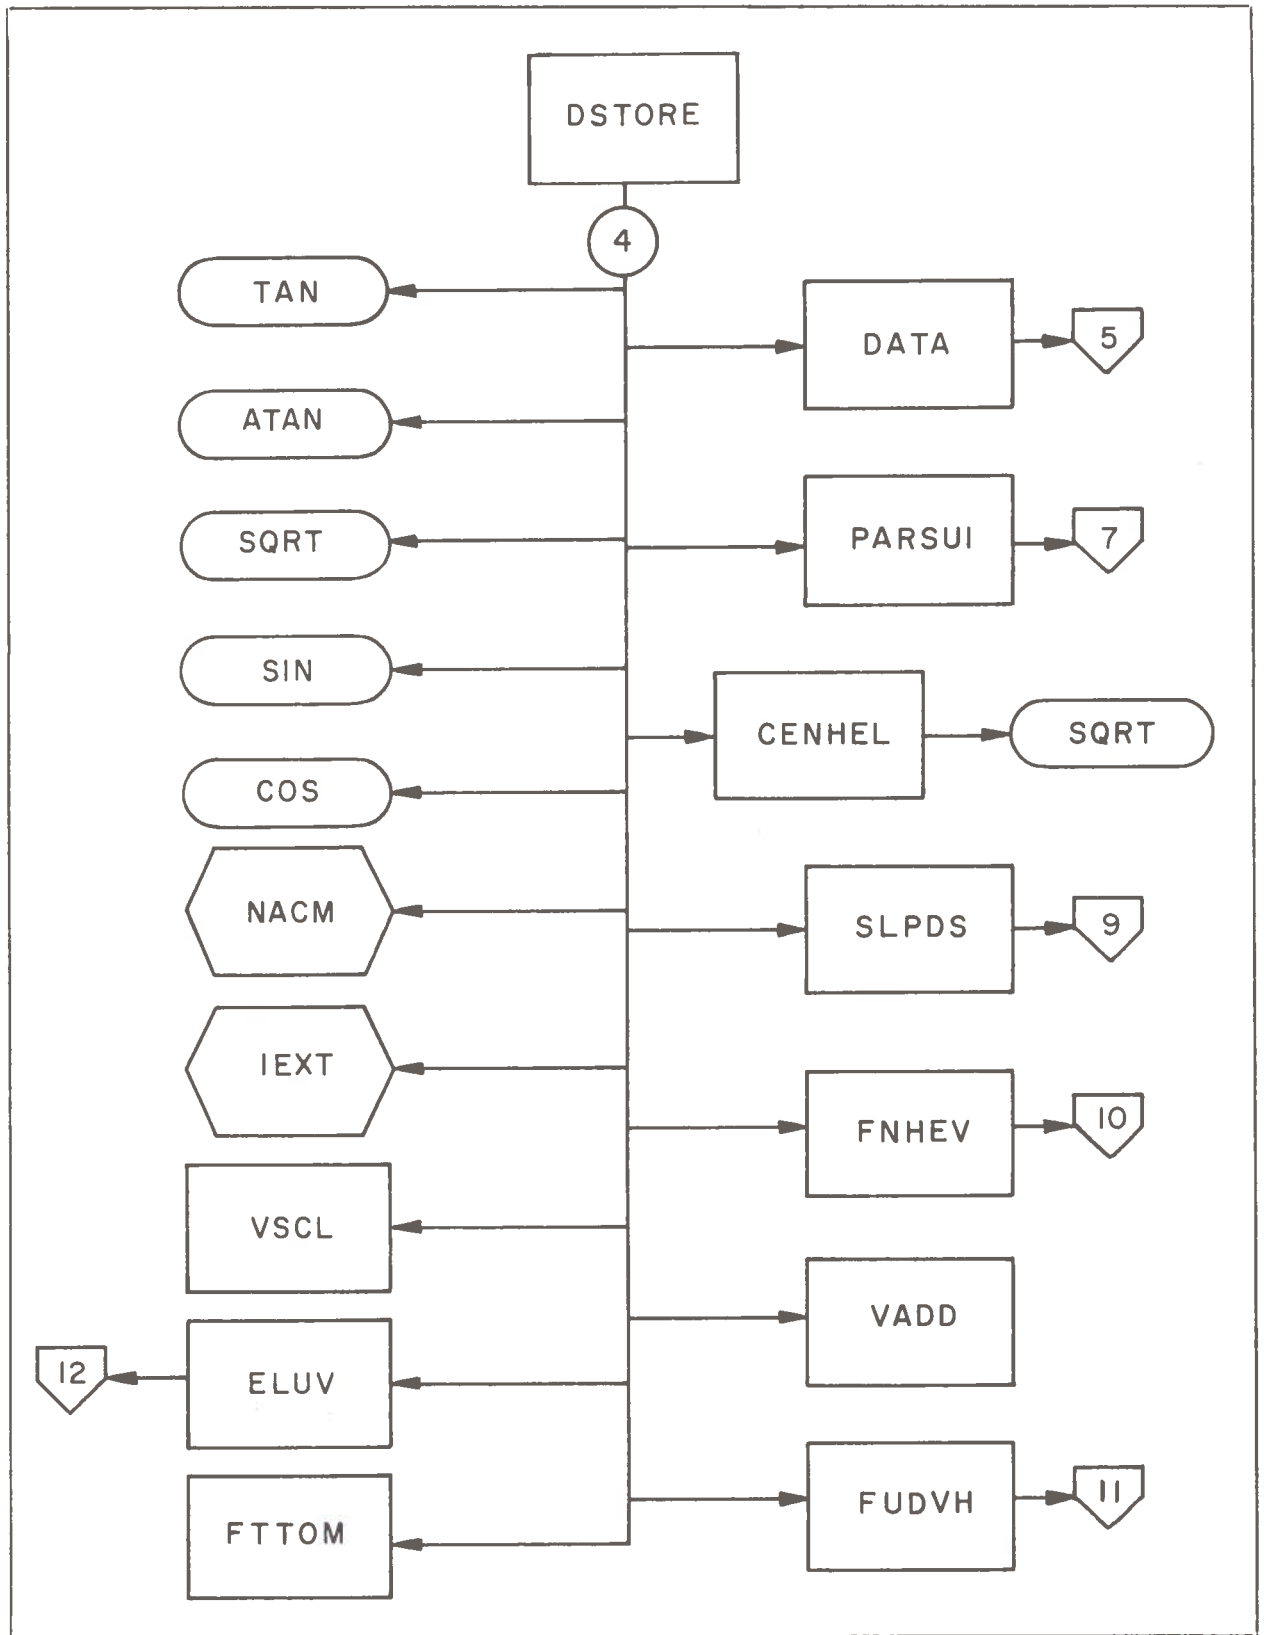 DSTORE
4
TAN
DATA
5
ATAN
SQRT
PARSUI
7
SIN
CENHEL
SQRT
COS
NACM
SLPDS
9
IEXT
FNHEV
10
VSCL
VADD
12
ELUV
FUDVH
11
FTTOM